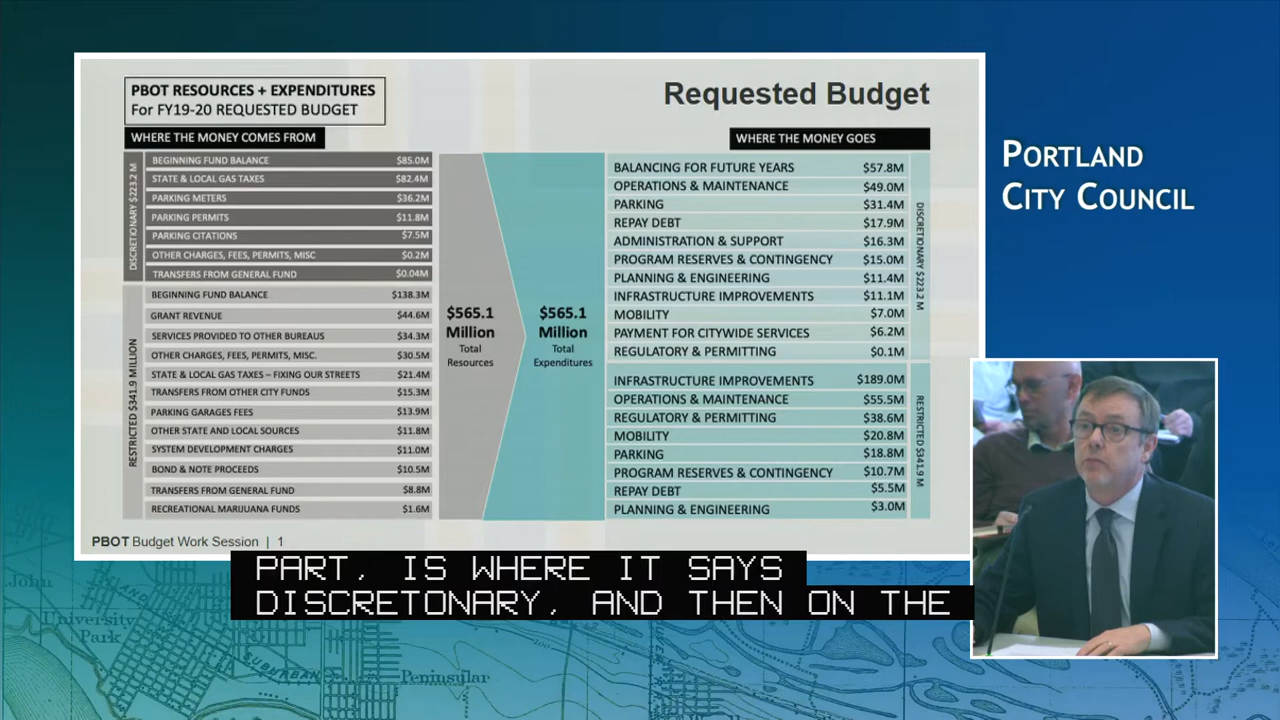 PBOT RESOURCES + EXPENDITURES
For FY19-20 REQUESTED BUDGET
Requested Budget
WHERE THE MONEY COMES FROM
WHERE THE MONEY GOES
DISCRETIONARY $223.2 M
BEGINNING FUND BALANCE $85.0M
STATE & LOCAL GAS TAXES $82.4M
PARKING METERS $36.2M
PARKING PERMITS $11.8M
PARKING CITATIONS $7.5M
OTHER CHARGES, FEES, PERMITS, MISC $0.2M
TRANSFERS FROM GENERAL FUND $0.04M
RESTRICTED $341.9 MILLION
BEGINNING FUND BALANCE $138.3M
GRANT REVENUE $44.6M
SERVICES PROVIDED TO OTHER BUREAUS $34.3M
OTHER CHARGES, FEES, PERMITS, MISC. $30.5M
STATE & LOCAL GAS TAXES – FIXING OUR STREETS $21.4M
TRANSFERS FROM OTHER CITY FUNDS $15.3M
PARKING GARAGES FEES $13.9M
OTHER STATE AND LOCAL SOURCES $11.8M
SYSTEM DEVELOPMENT CHARGES $11.0M
BOND & NOTE PROCEEDS $10.5M
TRANSFERS FROM GENERAL FUND $8.8M
RECREATIONAL MARIJUANA FUNDS $1.6M
$565.1
Million
Total
Resources
$565.1
Million
Total
Expenditures
BALANCING FOR FUTURE YEARS $57.8M
OPERATIONS & MAINTENANCE $49.0M
PARKING $31.4M
REPAY DEBT $17.9M
ADMINISTRATION & SUPPORT $16.3M
PROGRAM RESERVES & CONTINGENCY $15.0M
PLANNING & ENGINEERING $11.4M
INFRASTRUCTURE IMPROVEMENTS $11.1M
MOBILITY $7.0M
PAYMENT FOR CITYWIDE SERVICES $6.2M
REGULATORY & PERMITTING $0.1M
DISCRETIONARY $223.2 M
INFRASTRUCTURE IMPROVEMENTS $189.0M
OPERATIONS & MAINTENANCE $55.5M
REGULATORY & PERMITTING $38.6M
MOBILITY $20.8M
PARKING $18.8M
PROGRAM RESERVES & CONTINGENCY $10.7M
REPAY DEBT $5.5M
PLANNING & ENGINEERING $3.0M
RESTRICTED $341.9 M
PBOT Budget Work Session | 1
PORTLAND
CITY COUNCIL
PART, IS WHERE IT SAYS
DISCRETONARY, AND THEN ON THE
John
University
Park
SUBURBAN
Peninsular